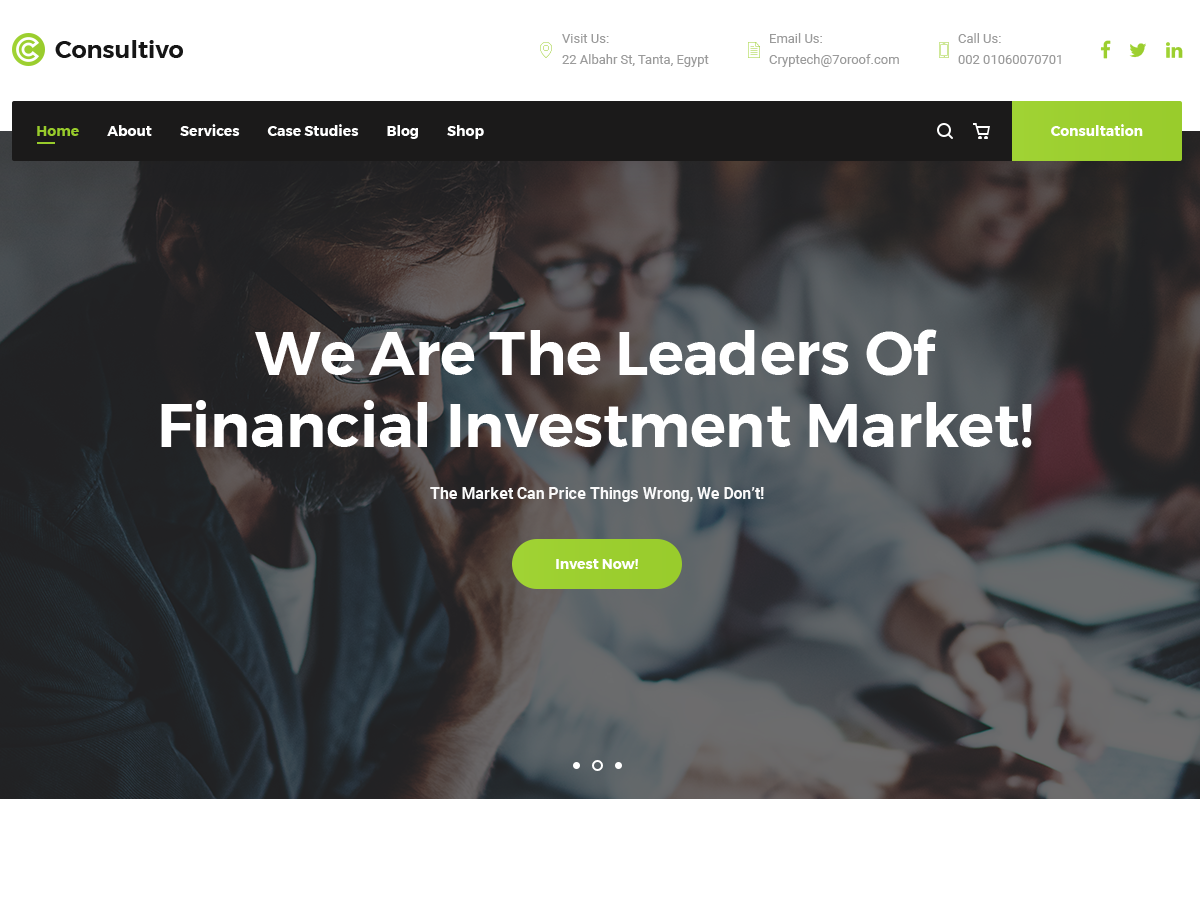 Consultivo
Visit Us:
22 Albahr St, Tanta, Egypt
Email Us:
Cryptech@7oroof.com
Call Us:
002 01060070701
Home
About
Services
Case Studies
Blog
Shop
Consultation
We Are The Leaders Of
Financial Investment Market!
The Market Can Price Things Wrong, We Don’t!
Invest Now!